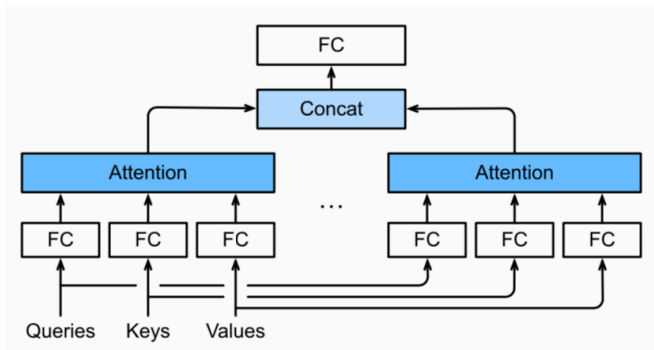 FC
Concat
Attention Attention
...
FC FC FC FC FC FC
Queries Keys Values